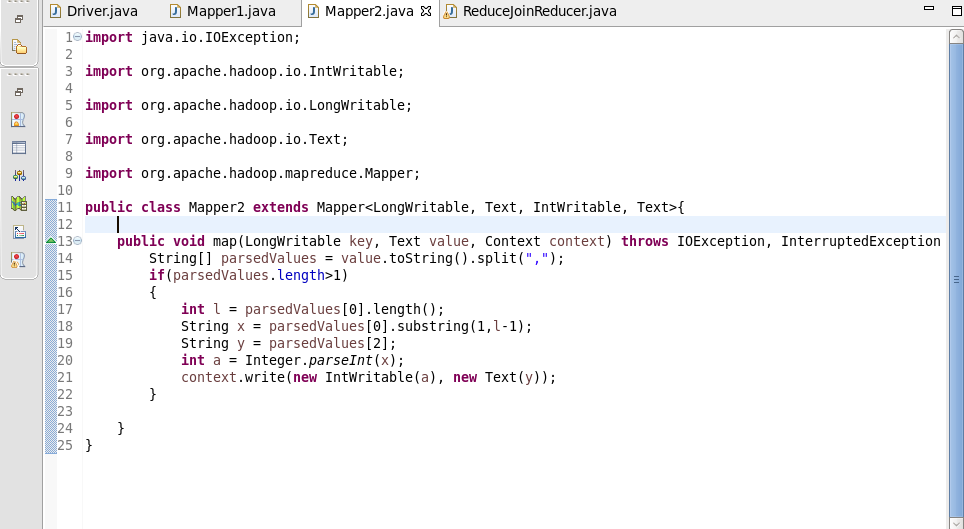 Driver.java Mapper1.java Mapper2.java ReduceJoinReducer.java
1 import java.io.IOException;
2
3 import org.apache.hadoop.io.IntWritable;
4
5 import org.apache.hadoop.io.LongWritable;
6
7 import org.apache.hadoop.io.Text;
8
9 import org.apache.hadoop.mapreduce.Mapper;
10
11 public class Mapper2 extends Mapper<LongWritable, Text, IntWritable, Text>{
12
13 public void map(LongWritable key, Text value, Context context) throws IOException, InterruptedException
14 String[] parsedValues = value.toString().split(",");
15 if(parsedValues.length>1)
16 {
17 int l = parsedValues[0].length();
18 String x = parsedValues[0].substring(1,l-1);
19 String y = parsedValues[2];
20 int a = Integer.parseInt(x);
21 context.write(new IntWritable(a), new Text(y));
22 }
23
24 }
25 }